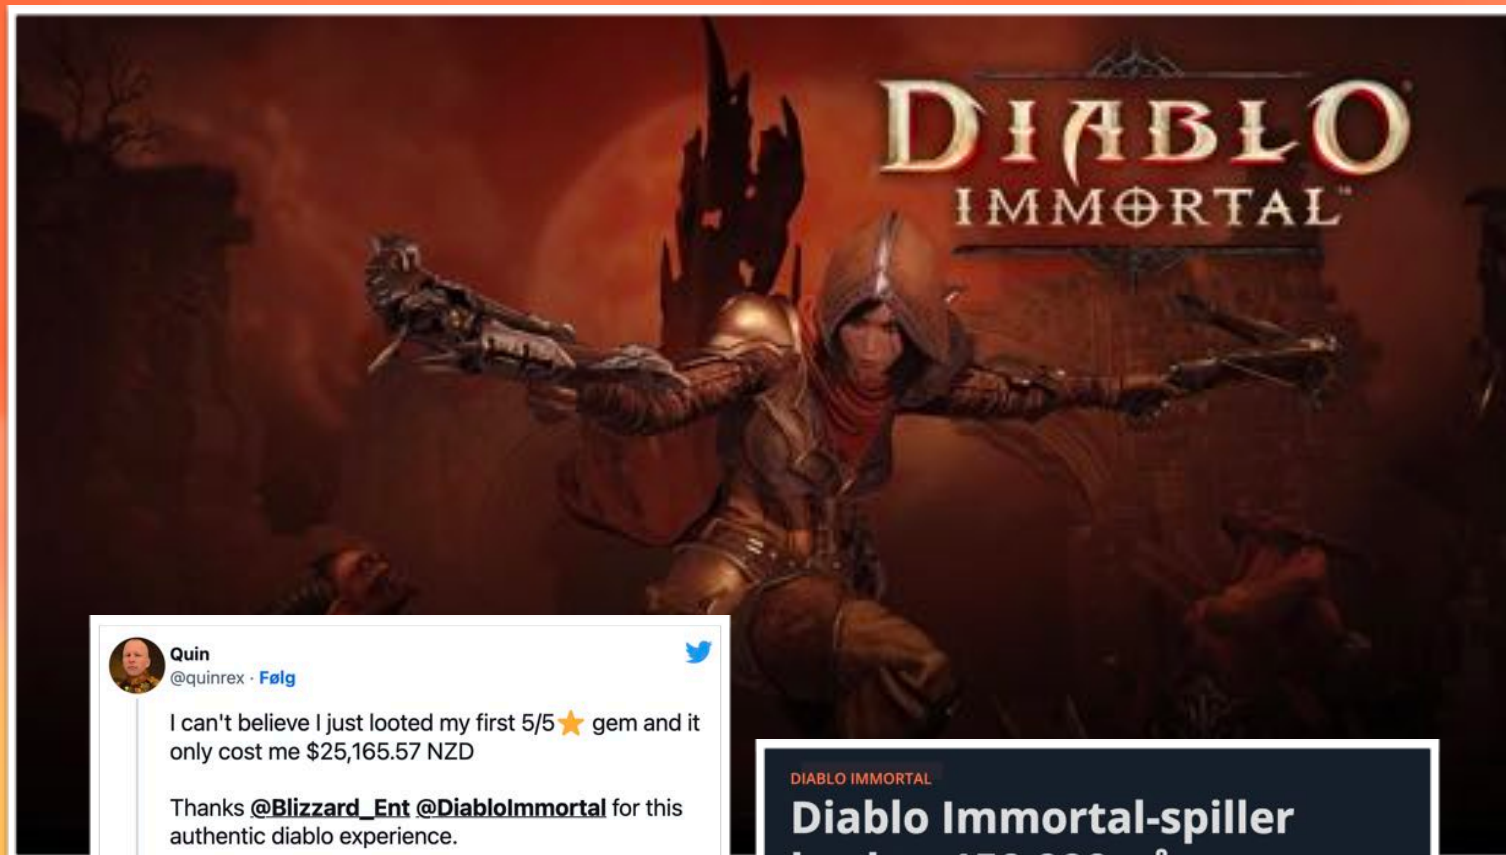 DIABLO
IMMORTAL™
Quin
@quinrex · Følg
I can't believe I just looted my first 5/5⭐ gem and it
only cost me $25,165.57 NZD
Thanks @Blizzard_Ent @DiabloImmortal for this
authentic diablo experience.
DIABLO IMMORTAL
Diablo Immortal-spiller